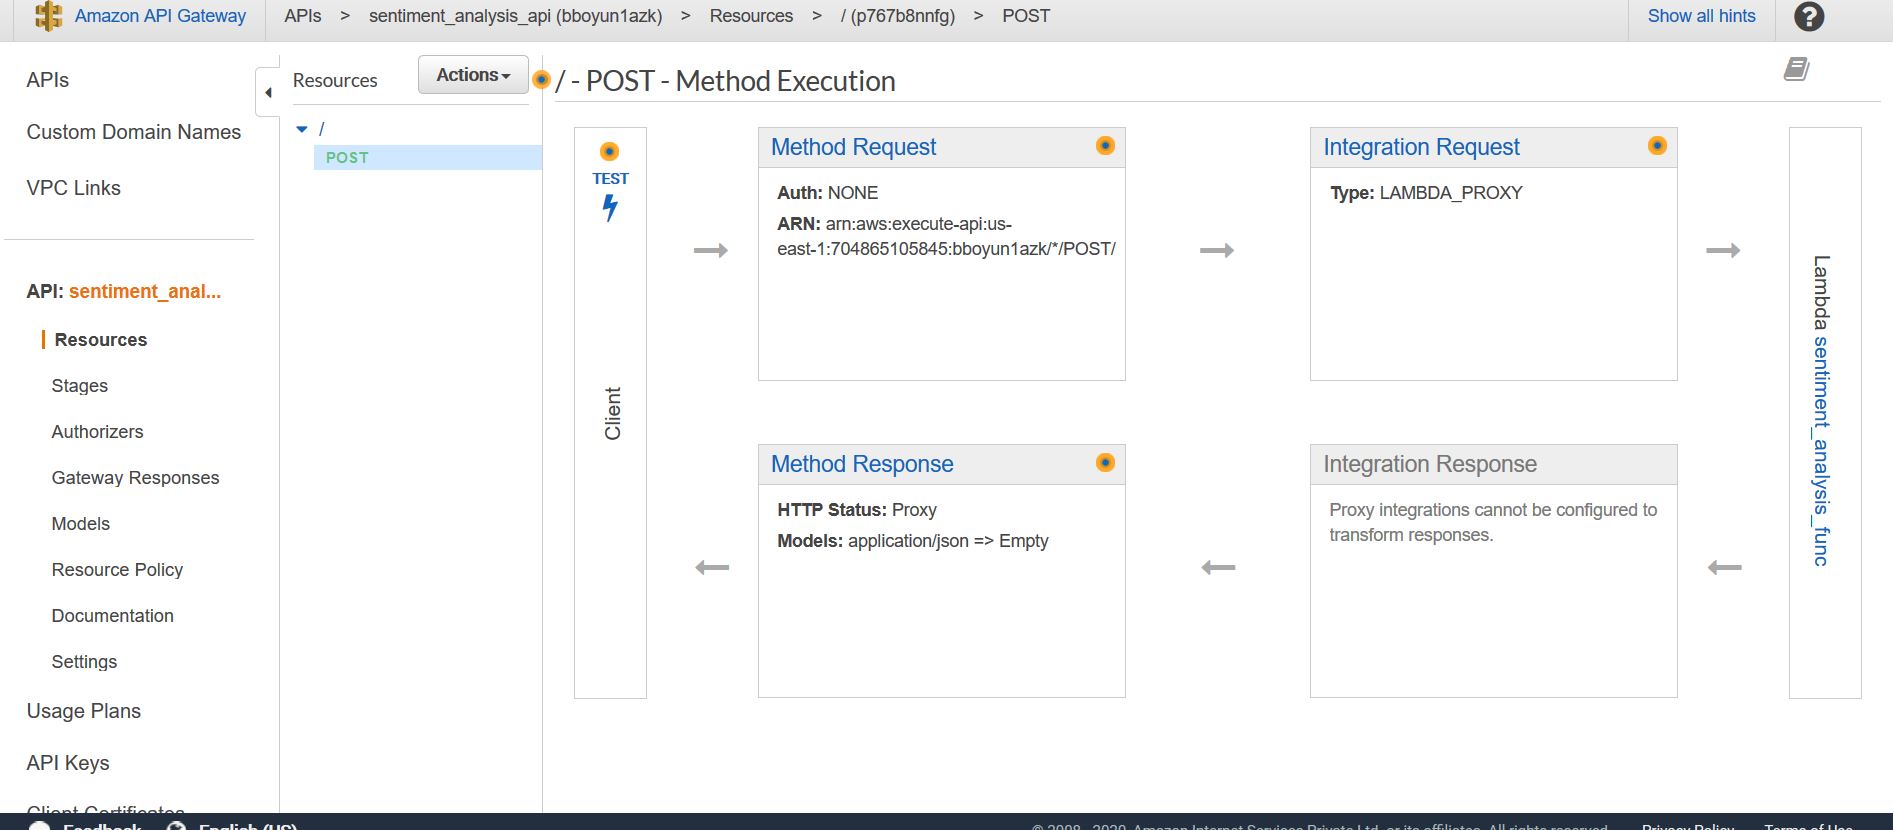 Amazon API Gateway
APIs > sentiment_analysis_api (bboyun1azk) > Resources > / (p767b8nnfg) > POST
Show all hints
?
APIs
Custom Domain Names
VPC Links
API: sentiment_anal...
Resources
Stages
Authorizers
Gateway Responses
Models
Resource Policy
Documentation
Settings
Usage Plans
API Keys
Client Certificates
Resources
Actions
/
POST
/ - POST - Method Execution
TEST
Client
Method Request
Auth: NONE
ARN: arn:aws:execute-api:us-
east-1:704865105845:bboyun1azk/*/POST/
Integration Request
Type: LAMBDA_PROXY
Lambda sentiment_analysis_func
Method Response
HTTP Status: Proxy
Models: application/json => Empty
Integration Response
Proxy integrations cannot be configured to
transform responses.
Feedback
English (US)
© 2008 - 2020, Amazon Internet Services Private Ltd. or its affiliates. All rights reserved.
Privacy Policy
Terms of Use